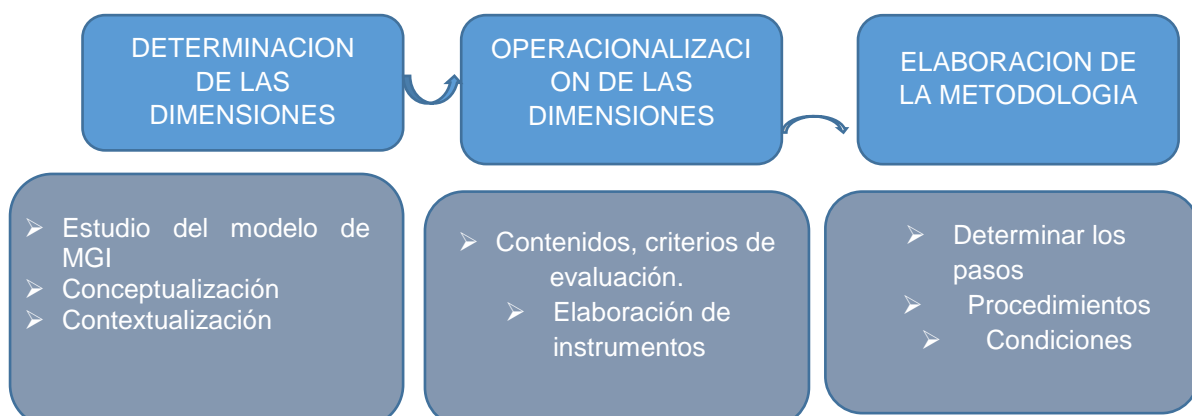 DETERMINACION
DE LAS
DIMENSIONES
OPERACIONALIZACI
ON DE LAS
DIMENSIONES
ELABORACION DE
LA METODOLOGIA
➢ Estudio del modelo de
MGI
➢ Conceptualización
➢ Contextualización
➢ Contenidos, criterios de
evaluación.
➢ Elaboración de
instrumentos
➢ Determinar los
pasos
➢ Procedimientos
➢ Condiciones